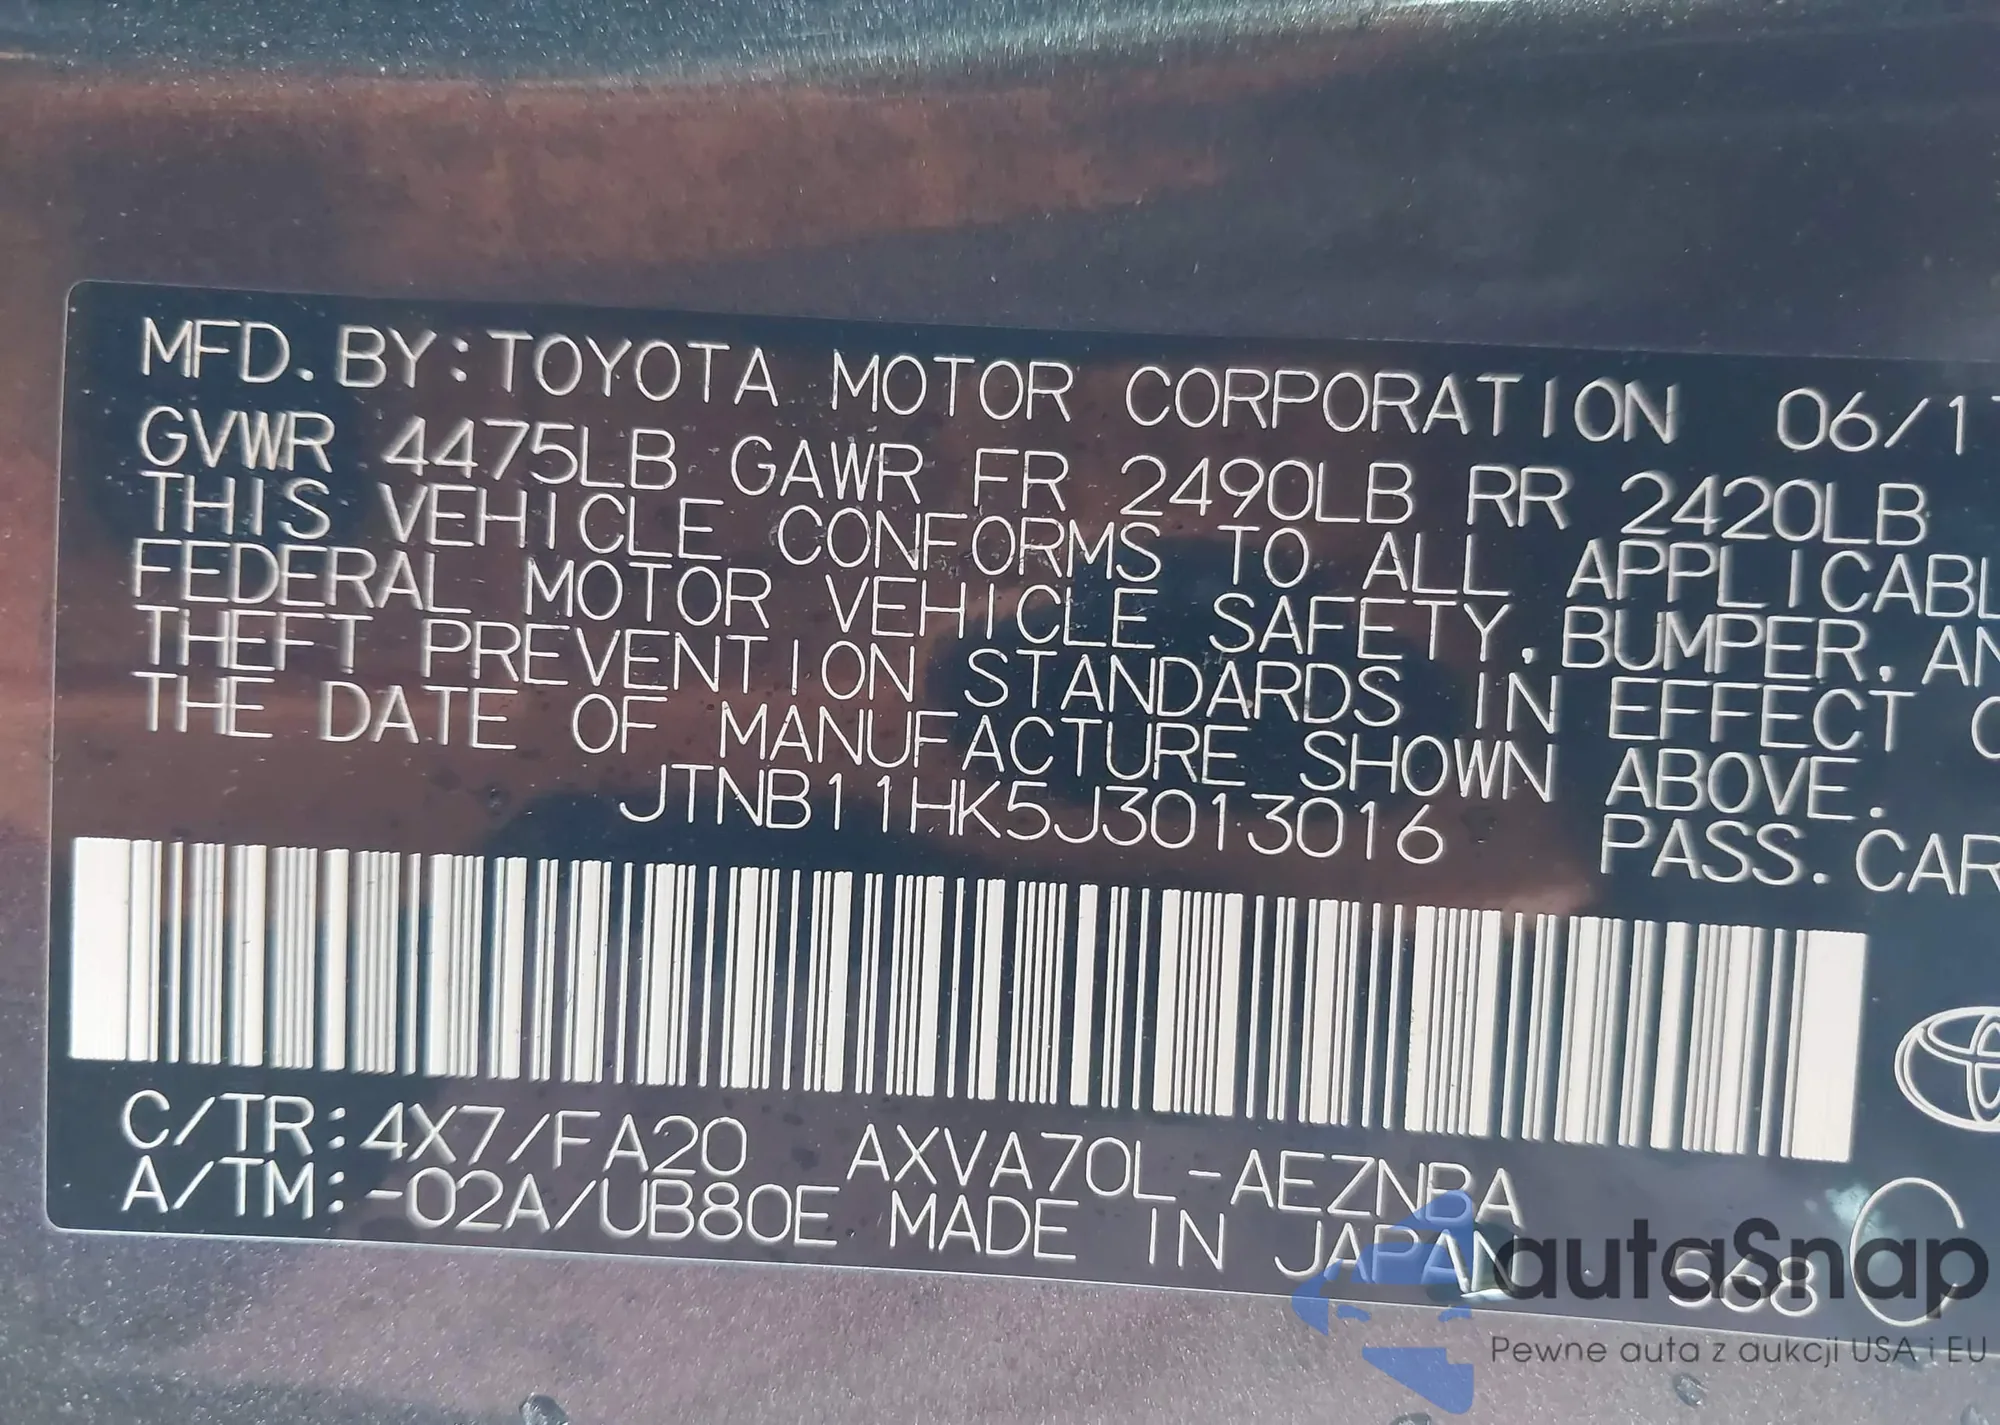 MFD. BY:TOYOTA MOTOR CORPORATION 06/17
GVWR 4475LB GAWR FR 2490LB RR 2420LB
THIS VEHICLE CONFORMS TO ALL APPLICABL
FEDERAL MOTOR VEHICLE SAFETY, BUMPER, AN
THEFT PREVENTION STANDARDS IN EFFECT O
THE DATE OF MANUFACTURE SHOWN ABOVE.
JTNB11HK5J3013016 PASS. CAR
C/TR:4X7/FA20 AXVA70L-AEZNBA
A/TM:-02A/UB80E MADE IN JAPAN 568
autaSnap
Pewne auta z aukcji USA i EU